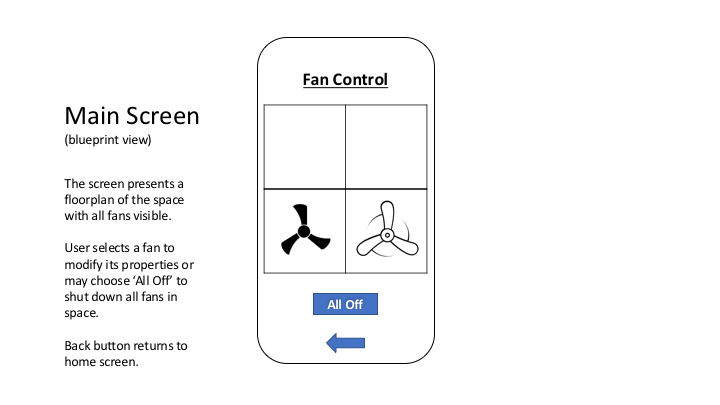 Fan Control
Main Screen
(blueprint view)
The screen presents a
floorplan of the space
with all fans visible.
User selects a fan to
modify its properties or
may choose ‘All Off’ to
shut down all fans in
space.
Back button returns to
home screen.
All Off